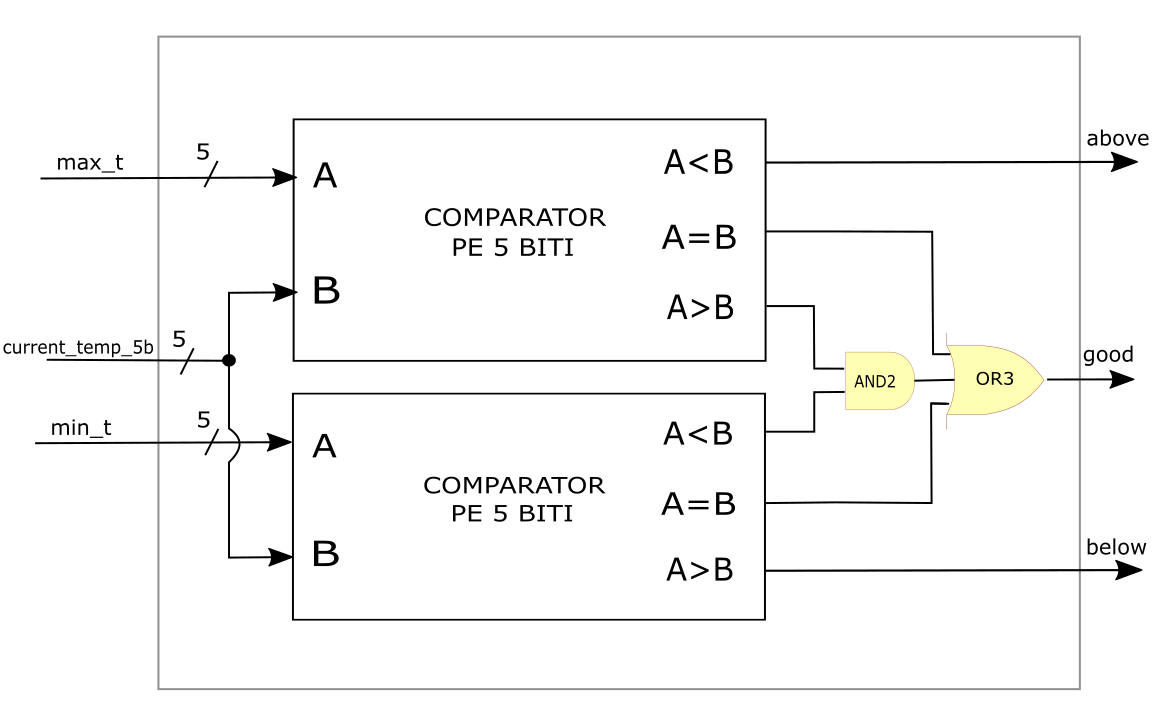 max_t
5
A
COMPARATOR
PE 5 BITI
B
A<B
A=B
A>B
above
current_temp_5b
5
min_t
5
A
COMPARATOR
PE 5 BITI
B
A<B
A=B
A>B
AND2
OR3
good
below